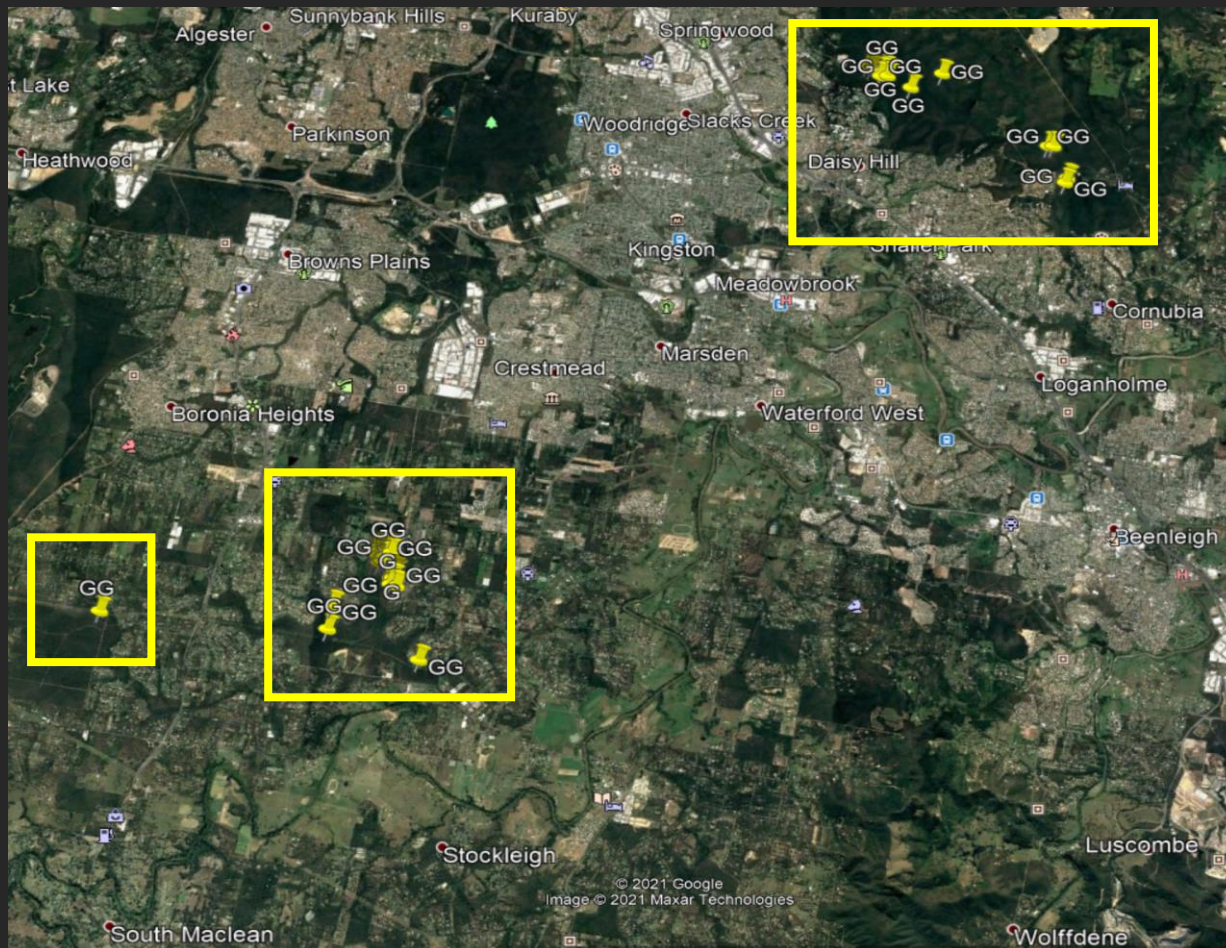 Sunnybank Hills
Kuraby
Algester
Springwood
GG
GG GG
GG
GG
GG
GG
st Lake
Parkinson
Woodridge
Slacks Creek
GG GG
Heathwood
Daisy Hill
GG
GG
Kingston
Shailer Park
Browns Plains
Meadowbrook
Cornubia
Marsden
Crestmead
Loganholme
Boronia Heights
Waterford West
GG
GG GG
G
GG
GG
G
GG
GG GG
GG
Beenleigh
Stockleigh
Luscombe
© 2021 Google
Image © 2021 Maxar Technologies
South Maclean
Wolffdene